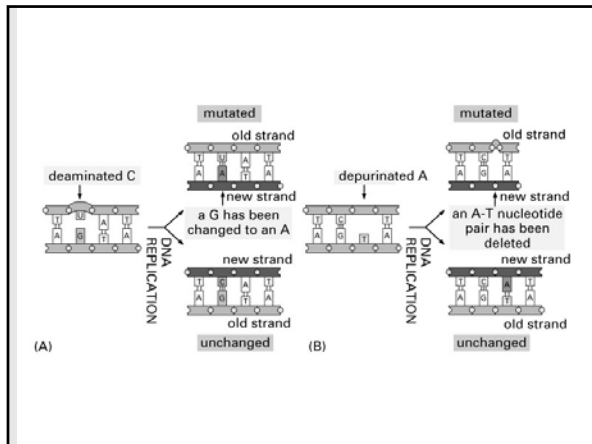 mutated
old strand
T U A T
A A T A
new strand
deaminated C
U
T A T
A G T A
DNA
REPLICATION
a G has been
changed to an A
new strand
T C A T
A G T A
old strand
unchanged
(A)
mutated
old strand
T C T
A G A
new strand
depurinated A
T C T
A G T A
DNA
REPLICATION
an A-T nucleotide
pair has been
deleted
new strand
T C A T
A G T A
old strand
unchanged
(B)